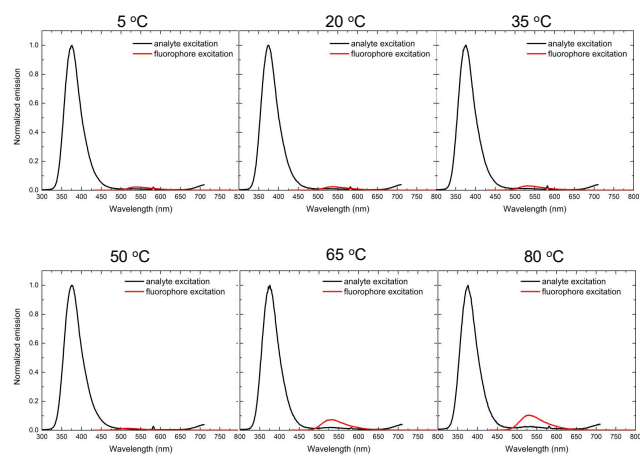 5 °C
20 °C
35 °C
analyte excitation
fluorophore excitation
analyte excitation
fluorophore excitation
analyte excitation
fluorophore excitation
Normalized emission
1.0
0.8
0.6
0.4
0.2
0.0
300 350 400 450 500 550 600 650 700 750 800
300 350 400 450 500 550 600 650 700 750 800
300 350 400 450 500 550 600 650 700 750 800
Wavelength (nm)
Wavelength (nm)
Wavelength (nm)
50 °C
65 °C
80 °C
analyte excitation
fluorophore excitation
analyte excitation
fluorophore excitation
analyte excitation
fluorophore excitation
Normalized emission
1.0
0.8
0.6
0.4
0.2
0.0
300 350 400 450 500 550 600 650 700 750 800
300 350 400 450 500 550 600 650 700 750 800
300 350 400 450 500 550 600 650 700 750 800
Wavelength (nm)
Wavelength (nm)
Wavelength (nm)